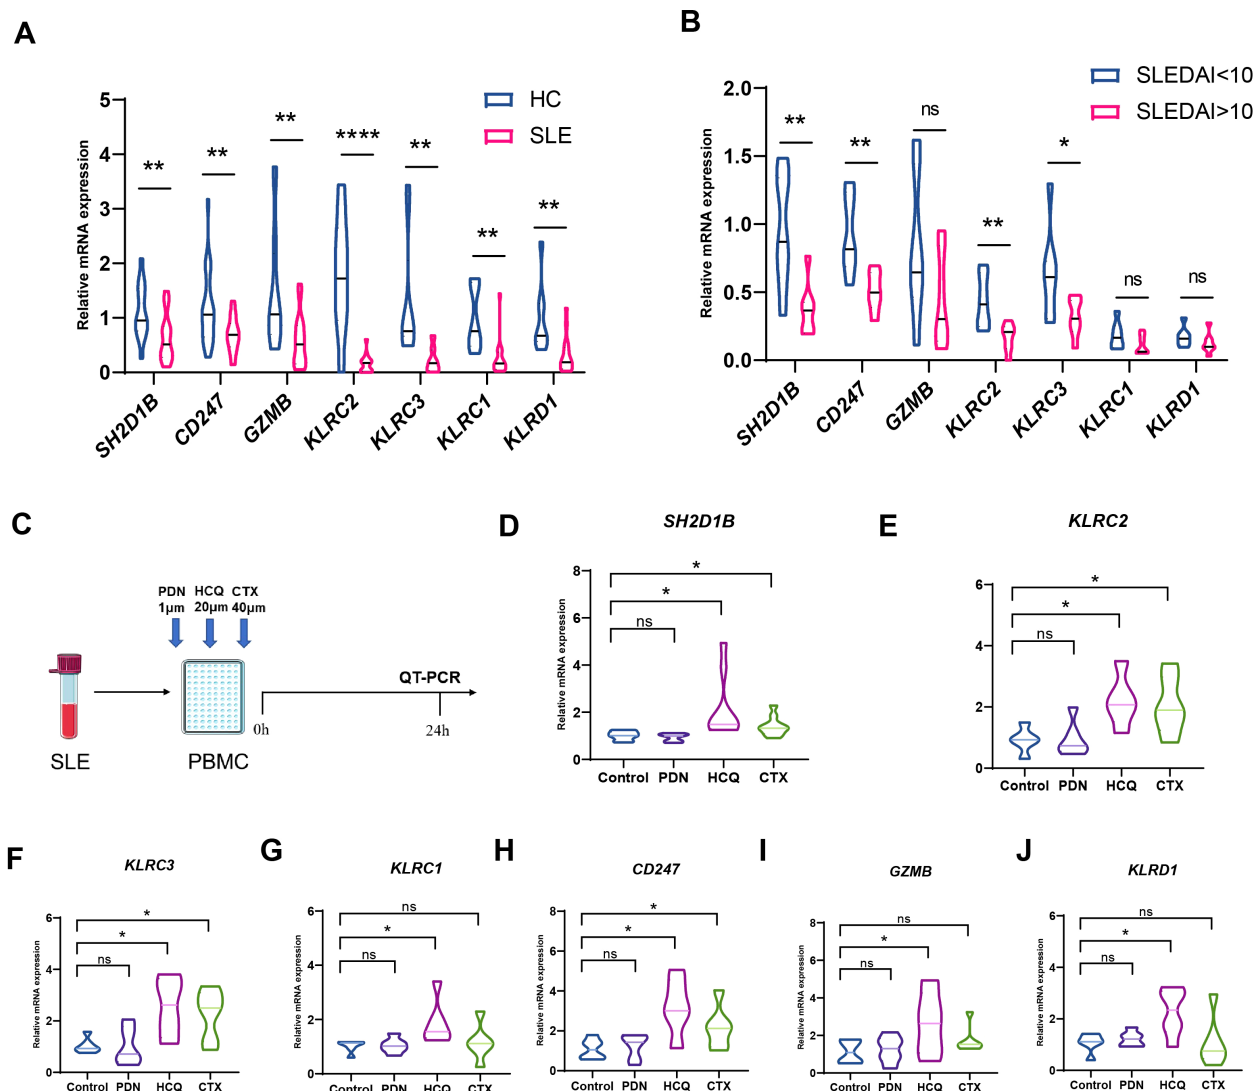 A
HC
SLE
Relative mRNA expression
5
4
3
2
1
0
**
**
**
****
**
**
**
SH2D1B
CD247
GZMB
KLRC2
KLRC3
KLRC1
KLRD1
B
SLEDAI<10
SLEDAI>10
Relative mRNA expression
2.0
1.5
1.0
0.5
0.0
**
**
ns
**
*
ns
ns
SH2D1B
CD247
GZMB
KLRC2
KLRC3
KLRC1
KLRD1
C
PDN HCQ CTX
1μm 20μm 40μm
QT-PCR
0h
24h
SLE
PBMC
D
SH2D1B
Relative mRNA expression
8
6
4
2
0
*
*
ns
Control PDN HCQ CTX
E
KLRC2
Relative mRNA expression
6
4
2
0
*
*
ns
Control PDN HCQ CTX
F
KLRC3
Relative mRNA expression
6
4
2
0
*
*
ns
Control PDN HCQ CTX
G
KLRC1
Relative mRNA expression
6
4
2
0
ns
*
ns
Control PDN HCQ CTX
H
CD247
Relative mRNA expression
8
6
4
2
0
*
*
ns
Control PDN HCQ CTX
I
GZMB
Relative mRNA expression
8
6
4
2
0
ns
*
ns
Control PDN HCQ CTX
J
KLRD1
Relative mRNA expression
6
4
2
0
ns
*
ns
Control PDN HCQ CTX